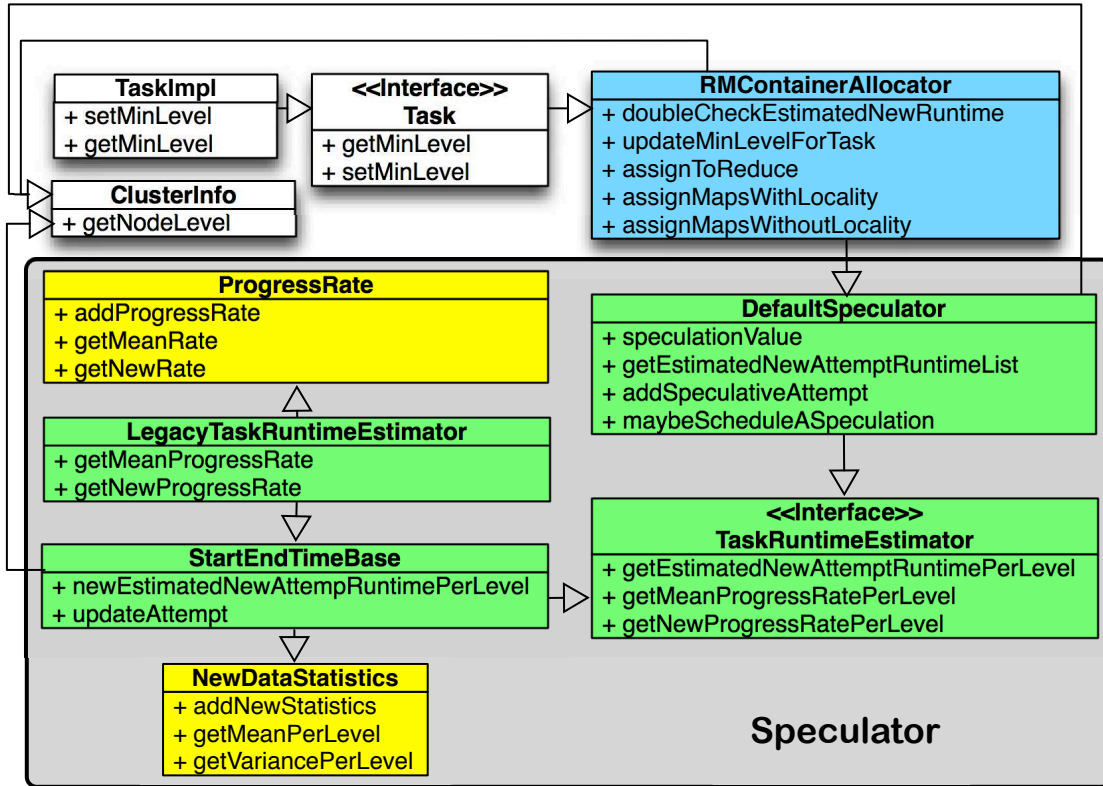 TaskImpl
+ setMinLevel
+ getMinLevel
<<Interface>>
Task
+ getMinLevel
+ setMinLevel
RMContainerAllocator
+ doubleCheckEstimatedNewRuntime
+ updateMinLevelForTask
+ assignToReduce
+ assignMapsWithLocality
+ assignMapsWithoutLocality
ClusterInfo
+ getNodeLevel
ProgressRate
+ addProgressRate
+ getMeanRate
+ getNewRate
DefaultSpeculator
+ speculationValue
+ getEstimatedNewAttemptRuntimeList
+ addSpeculativeAttempt
+ maybeScheduleASpeculation
LegacyTaskRuntimeEstimator
+ getMeanProgressRate
+ getNewProgressRate
<<Interface>>
TaskRuntimeEstimator
+ getEstimatedNewAttemptRuntimePerLevel
+ getMeanProgressRatePerLevel
+ getNewProgressRatePerLevel
StartEndTimeBase
+ newEstimatedNewAttempRuntimePerLevel
+ updateAttempt
NewDataStatistics
+ addNewStatistics
+ getMeanPerLevel
+ getVariancePerLevel
Speculator